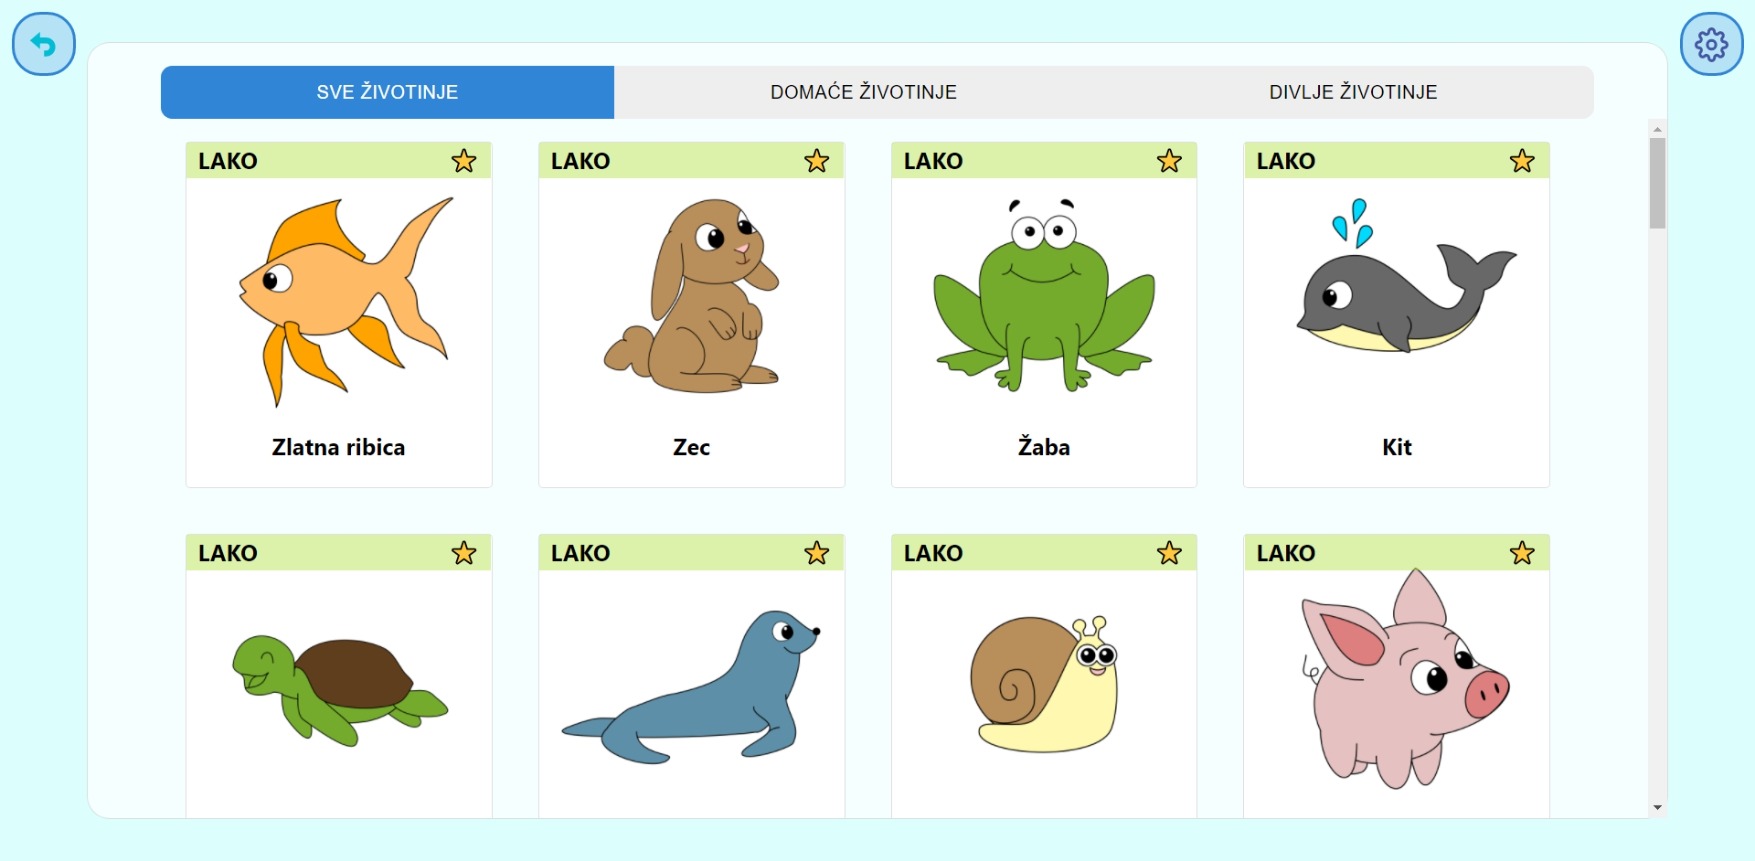 SVE ŽIVOTINJE
DOMAĆE ŽIVOTINJE
DIVLJE ŽIVOTINJE
LAKO
LAKO
LAKO
LAKO
Zlatna ribica
Zec
Žaba
Kit
LAKO
LAKO
LAKO
LAKO